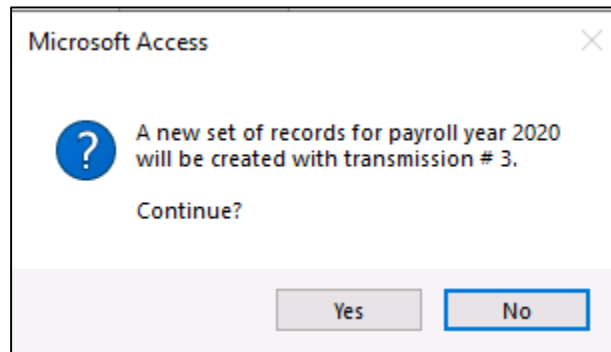 Microsoft Access
A new set of records for payroll year 2020
will be created with transmission # 3.
Continue?
Yes
No